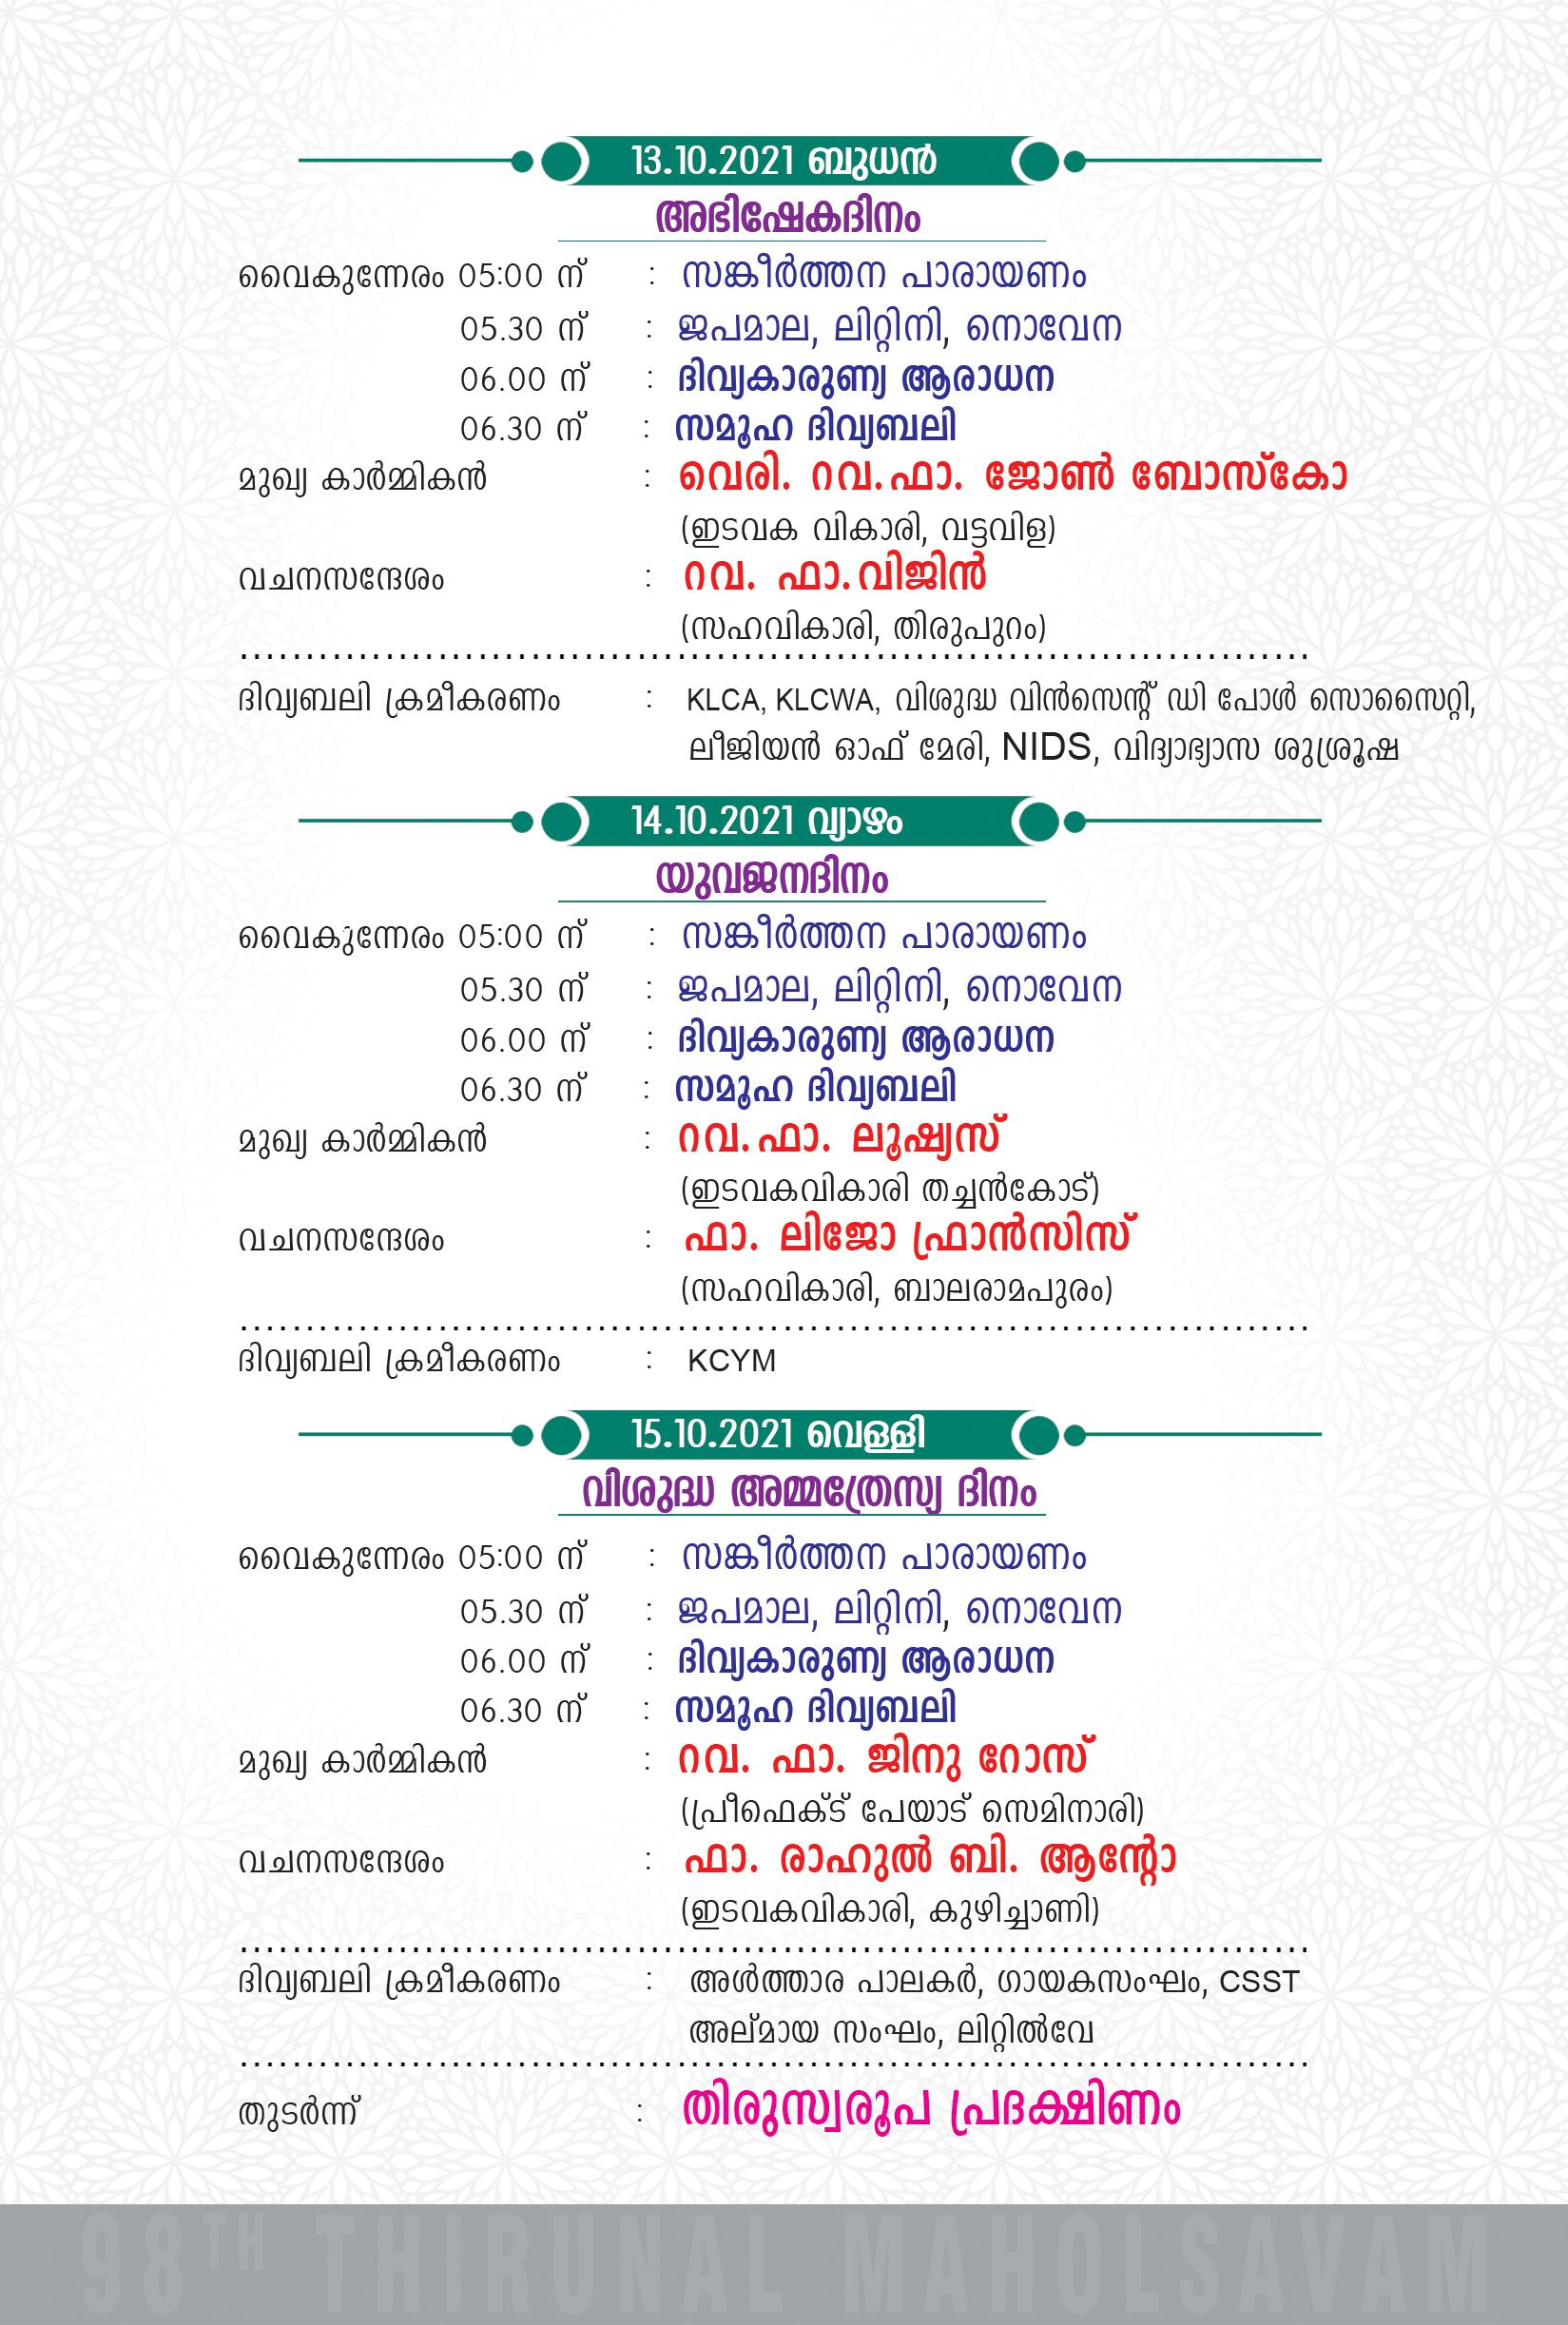 13.10.2021 ബുധൻ
അഭിഷേകദിനം
വൈകുന്നേരം 05:00 ന് : സങ്കീർത്തന പാരായണം
05.30 ന് : ജപമാല, ലിറ്റിനി, നൊവേന
06.00 ന് : ദിവ്യകാരുണ്യ ആരാധന
06.30 ന് : സമൂഹ ദിവ്യബലി
മുഖ്യ കാർമ്മികൻ : വെരി. റവ.ഫാ. ജോൺ ബോസ്കോ
(ഇടവക വികാരി, വട്ടവിള)
വചനസന്ദേശം : റവ. ഫാ.വിജിൻ
(സഹവികാരി, തിരുപുറം)
ദിവ്യബലി ക്രമീകരണം : KLCA, KLCWA, വിശുദ്ധ വിൻസെന്റ് ഡി പോൾ സൊസൈറ്റി,
ലീജിയൻ ഓഫ് മേരി, NIDS, വിദ്യാഭ്യാസ ശുശ്രൂഷ
14.10.2021 വ്യാഴം
യുവജനദിനം
വൈകുന്നേരം 05:00 ന് : സങ്കീർത്തന പാരായണം
05.30 ന് : ജപമാല, ലിറ്റിനി, നൊവേന
06.00 ന് : ദിവ്യകാരുണ്യ ആരാധന
06.30 ന് : സമൂഹ ദിവ്യബലി
മുഖ്യ കാർമ്മികൻ : റവ.ഫാ. ലൂഷ്യസ്
(ഇടവകവികാരി തച്ചൻകോട്)
വചനസന്ദേശം : ഫാ. ലിജോ ഫ്രാൻസിസ്
(സഹവികാരി, ബാലരാമപുരം)
ദിവ്യബലി ക്രമീകരണം : KCYM
15.10.2021 വെള്ളി
വിശുദ്ധ അമ്മത്രേസ്യ ദിനം
വൈകുന്നേരം 05:00 ന് : സങ്കീർത്തന പാരായണം
05.30 ന് : ജപമാല, ലിറ്റിനി, നൊവേന
06.00 ന് : ദിവ്യകാരുണ്യ ആരാധന
06.30 ന് : സമൂഹ ദിവ്യബലി
മുഖ്യ കാർമ്മികൻ : റവ. ഫാ. ജിനു റോസ്
(പ്രീഫെക്ട് പേയാട് സെമിനാരി)
വചനസന്ദേശം : ഫാ. രാഹുൽ ബി. ആന്റോ
(ഇടവകവികാരി, കുഴിച്ചാണി)
ദിവ്യബലി ക്രമീകരണം : അൾത്താര പാലകർ, ഗായകസംഘം, CSST
അല്മായ സംഘം, ലിറ്റിൽവേ
തുടർന്ന് : തിരുസ്വരൂപ പ്രദക്ഷിണം
98TH THIRUNAL MAHOLSAVAM